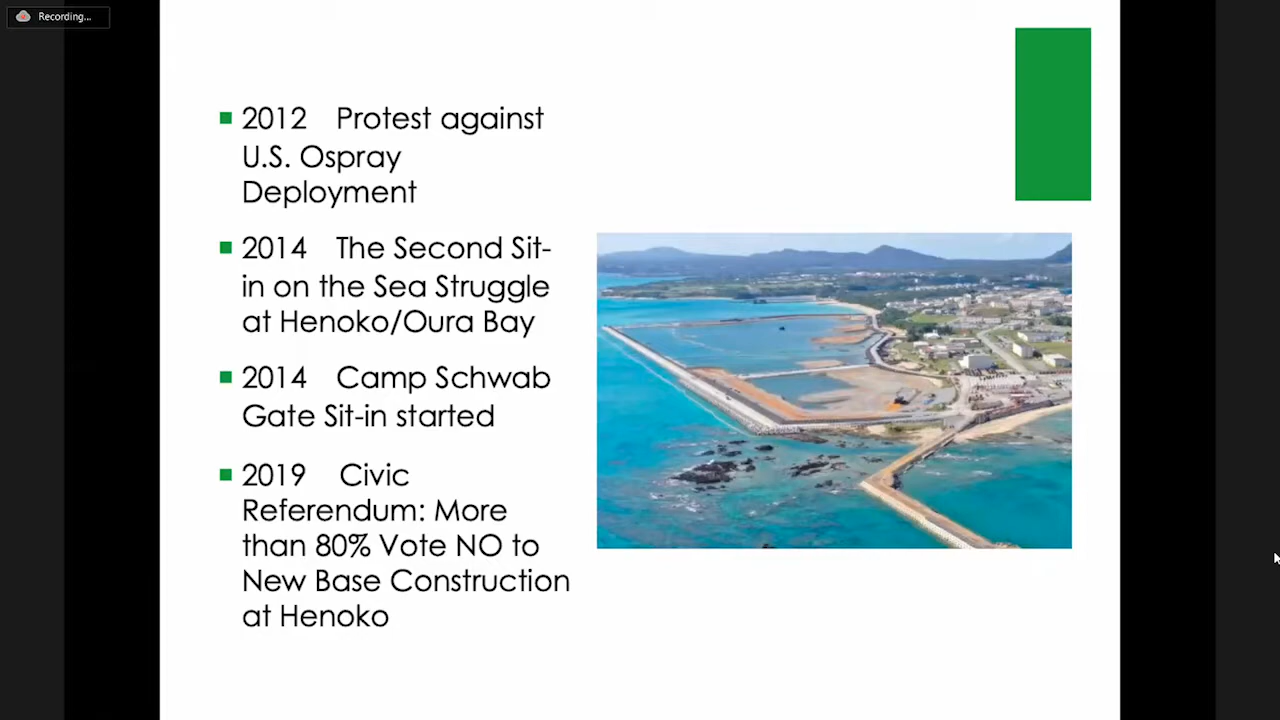 Recording...
2012 Protest against
U.S. Ospray
Deployment
2014 The Second Sit-
in on the Sea Struggle
at Henoko/Oura Bay
2014 Camp Schwab
Gate Sit-in started
2019 Civic
Referendum: More
than 80% Vote NO to
New Base Construction
at Henoko